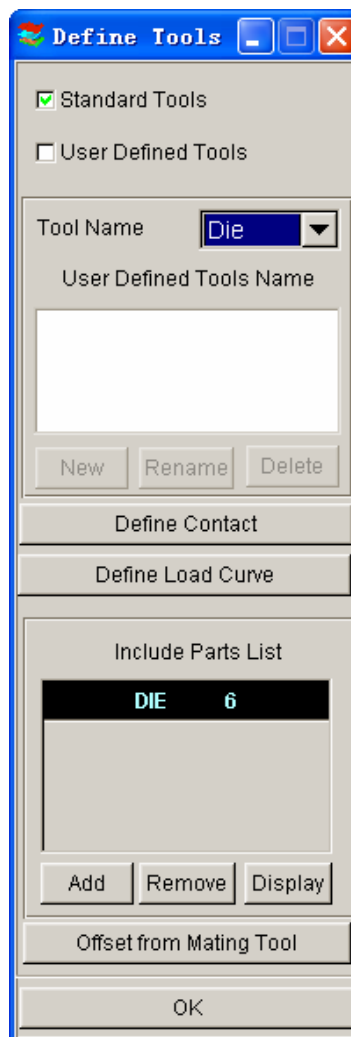 Define Tools
Standard Tools
User Defined Tools
Tool Name Die
User Defined Tools Name
New Rename Delete
Define Contact
Define Load Curve
Include Parts List
DIE 6
Add Remove Display
Offset from Mating Tool
OK